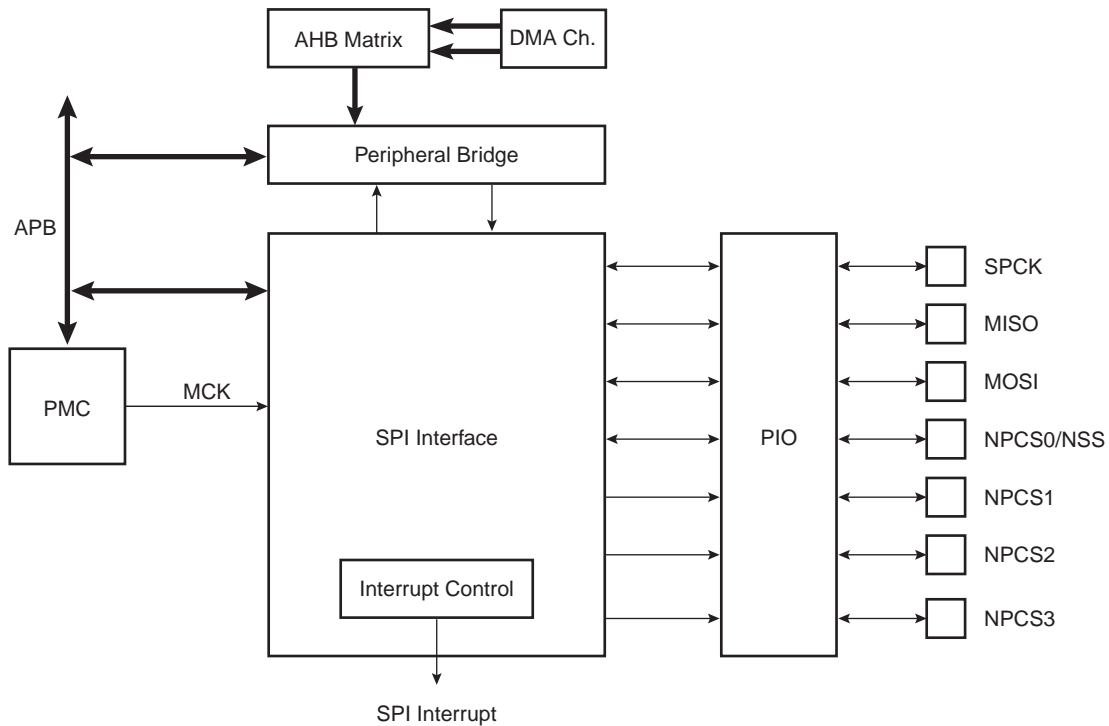 AHB Matrix
DMA Ch.
Peripheral Bridge
APB
SPCK
MISO
MCK
MOSI
PMC
SPI Interface
PIO
NPCS0/NSS
NPCS1
NPCS2
Interrupt Control
NPCS3
SPI Interrupt